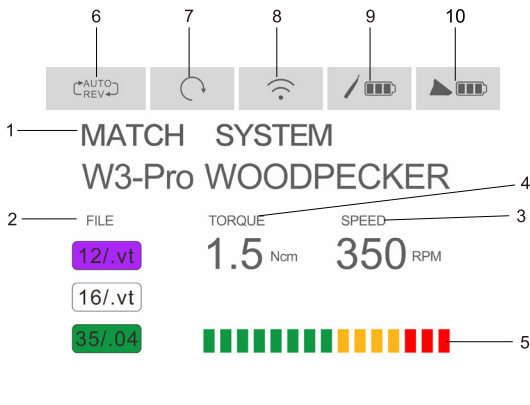 6 7 8 9 10
AUTO
REV
1 MATCH SYSTEM
W3-Pro WOODPECKER
4
2 FILE TORQUE SPEED 3
12/.vt 1.5 Ncm 350 RPM
16/.vt
35/.04 5